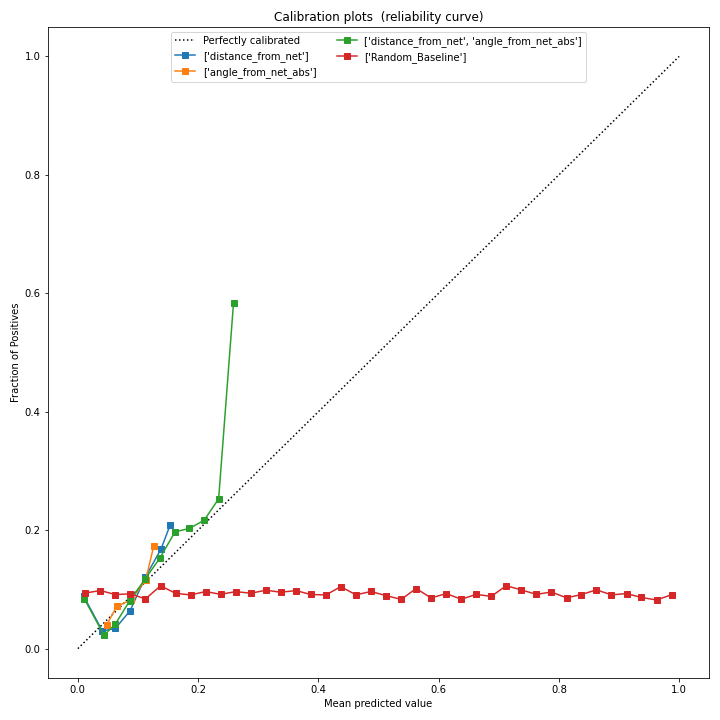 Calibration plots  (reliability curve)
Perfectly calibrated
['distance_from_net']
['angle_from_net_abs']
['distance_from_net', 'angle_from_net_abs']
['Random_Baseline']
1.0
0.8
0.6
0.4
0.2
0.0
Fraction of Positives
0.0 0.2 0.4 0.6 0.8 1.0
Mean predicted value